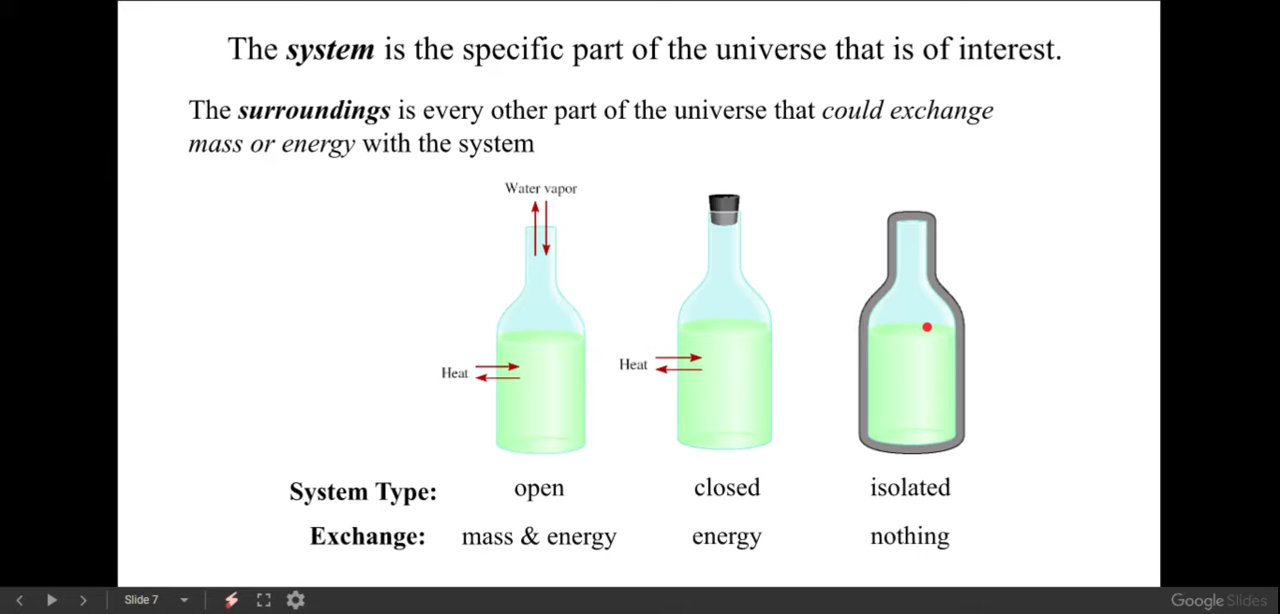 The system is the specific part of the universe that is of interest.
The surroundings is every other part of the universe that could exchange
mass or energy with the system
Water vapor
Heat
Heat
System Type: open closed isolated
Exchange: mass & energy energy nothing
Slide 7
Google Slides